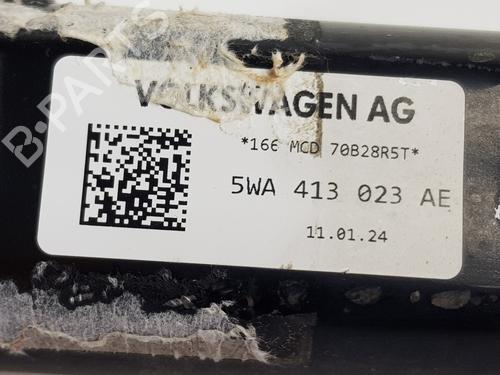 VOLKSWAGEN AG
*166 MCD 70B28R5T*
5WA 413 023 AE
11.01.24
B-PARTS